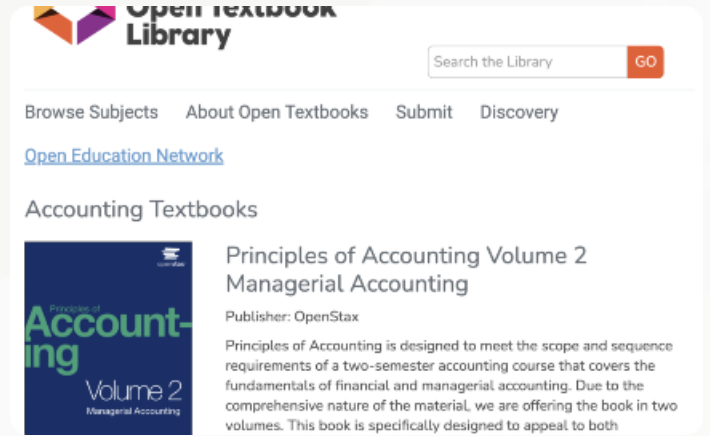 Open Textbook
Library
Search the Library GO
Browse Subjects About Open Textbooks Submit Discovery
Open Education Network
Accounting Textbooks
openstax
Principles of
Account-
ing
Volume 2
Managerial Accounting
Principles of Accounting Volume 2
Managerial Accounting
Publisher: OpenStax
Principles of Accounting is designed to meet the scope and sequence
requirements of a two-semester accounting course that covers the
fundamentals of financial and managerial accounting. Due to the
comprehensive nature of the material, we are offering the book in two
volumes. This book is specifically designed to appeal to both